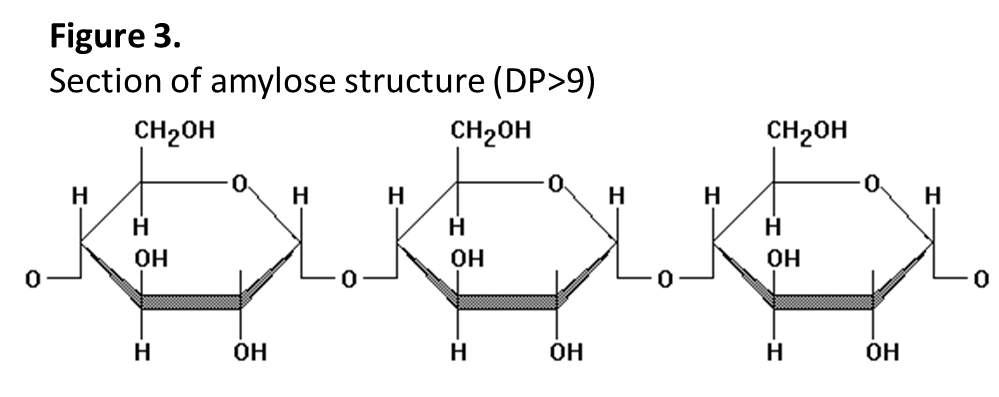 Figure 3.
Section of amylose structure (DP>9)
CH2OH CH2OH CH2OH
O O O
H H H H H H
H H H
OH OH OH
O O O O
H OH H OH H OH